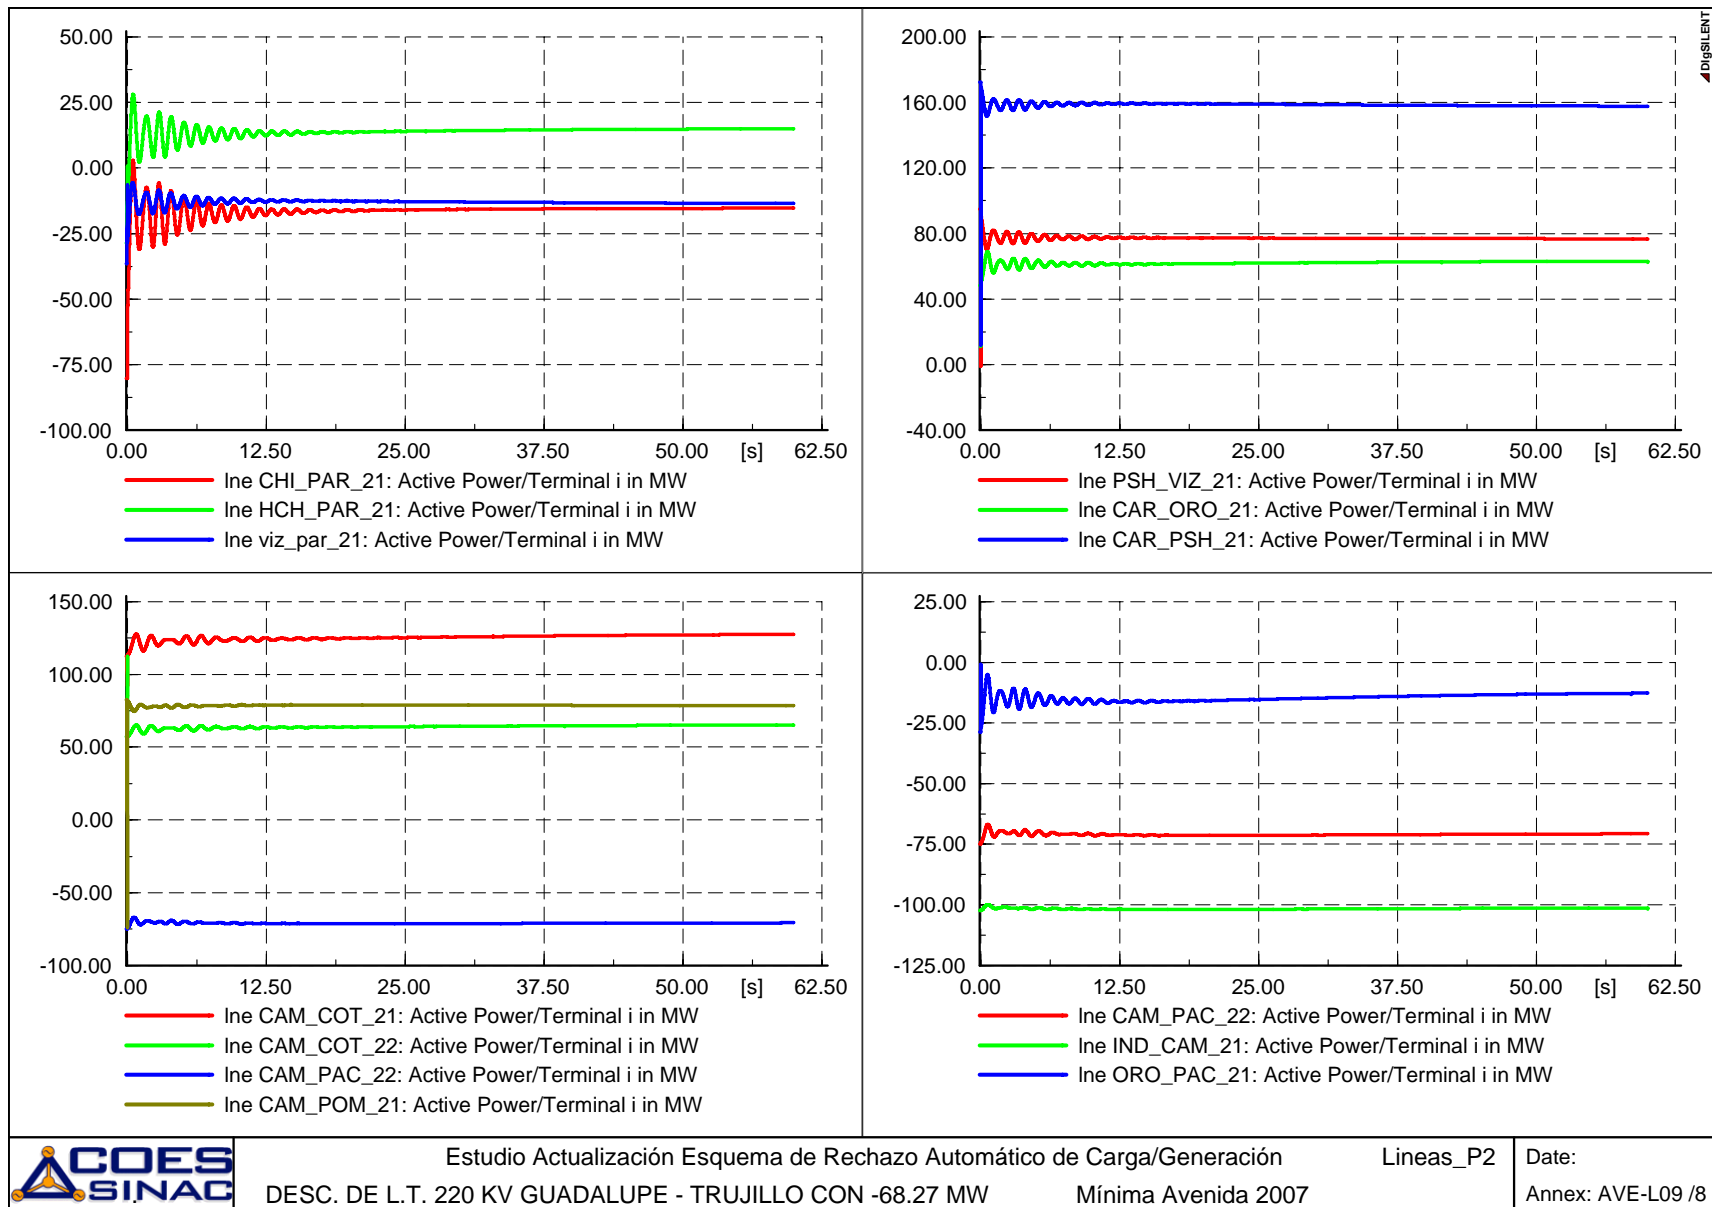 DIgSILENT
50.00
25.00
0.00
-25.00
-50.00
-75.00
-100.00
0.00 12.50 25.00 37.50 50.00 [s] 62.50
lne CHI_PAR_21: Active Power/Terminal i in MW
lne HCH_PAR_21: Active Power/Terminal i in MW
lne viz_par_21: Active Power/Terminal i in MW
200.00
160.00
120.00
80.00
40.00
0.00
-40.00
0.00 12.50 25.00 37.50 50.00 [s] 62.50
lne PSH_VIZ_21: Active Power/Terminal i in MW
lne CAR_ORO_21: Active Power/Terminal i in MW
lne CAR_PSH_21: Active Power/Terminal i in MW
150.00
100.00
50.00
0.00
-50.00
-100.00
0.00 12.50 25.00 37.50 50.00 [s] 62.50
lne CAM_COT_21: Active Power/Terminal i in MW
lne CAM_COT_22: Active Power/Terminal i in MW
lne CAM_PAC_22: Active Power/Terminal i in MW
lne CAM_POM_21: Active Power/Terminal i in MW
25.00
0.00
-25.00
-50.00
-75.00
-100.00
-125.00
0.00 12.50 25.00 37.50 50.00 [s] 62.50
lne CAM_PAC_22: Active Power/Terminal i in MW
lne IND_CAM_21: Active Power/Terminal i in MW
lne ORO_PAC_21: Active Power/Terminal i in MW
COES
SINAC
Estudio Actualización Esquema de Rechazo Automático de Carga/Generación Lineas_P2
DESC. DE L.T. 220 KV GUADALUPE - TRUJILLO CON -68.27 MW Mínima Avenida 2007
Date:
Annex: AVE-L09 /8